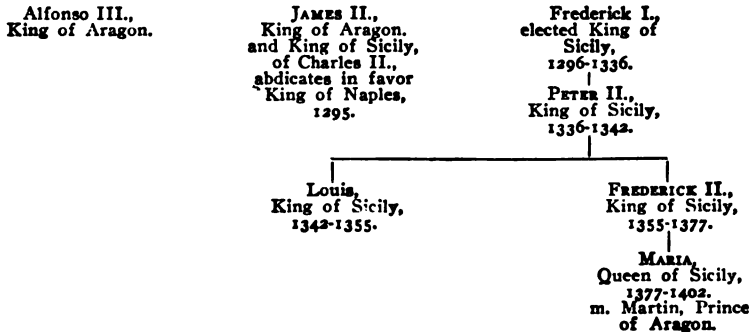 Alfonso III.,
King of Aragon.
James II.,
King of Aragon.
and King of Sicily,
of Charles II.,
abdicates in favor
King of Naples,
1295.
Frederick I.,
elected King of
Sicily,
1296-1336.
Peter II.,
King of Sicily,
1336-1342.
Louis,
King of Sicily,
1342-1355.
Frederick II.,
King of Sicily,
1355-1377.
Maria,
Queen of Sicily,
1377-1402.
m. Martin, Prince
of Aragon.